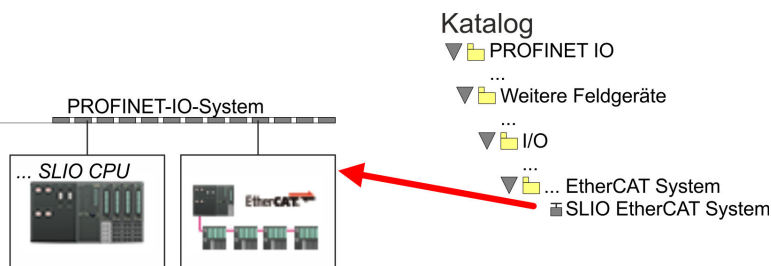 Katalog
PROFINET IO
...
Weitere Feldgeräte
...
I/O
...
... EtherCAT System
SLIO EtherCAT System
PROFINET-IO-System
... SLIO CPU
EtherCAT